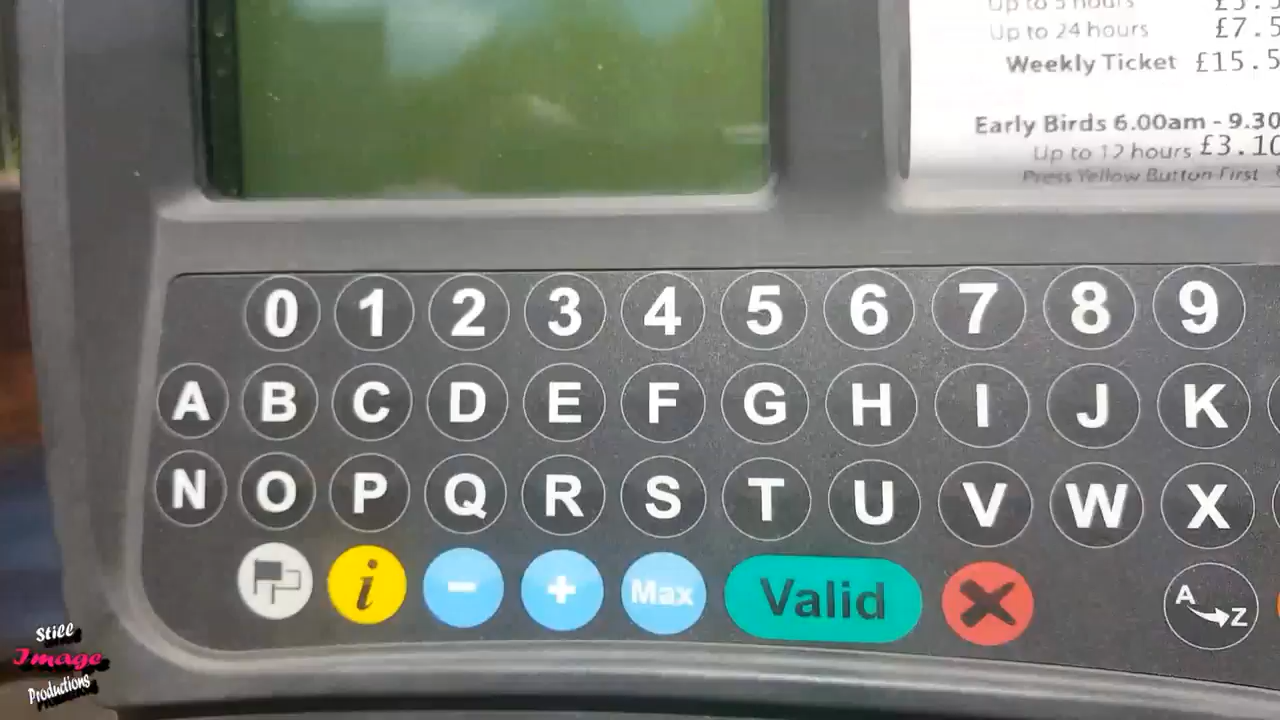 Up to 5 hours £5.5
Up to 24 hours £7.5
Weekly Ticket £15.5
Early Birds 6.00am - 9.30
Up to 12 hours £3.10
Press Yellow Button First
0 1 2 3 4 5 6 7 8 9
A B C D E F G H I J K
N O P Q R S T U V W X
i - + Max Valid A Z
Still
Image
Productions